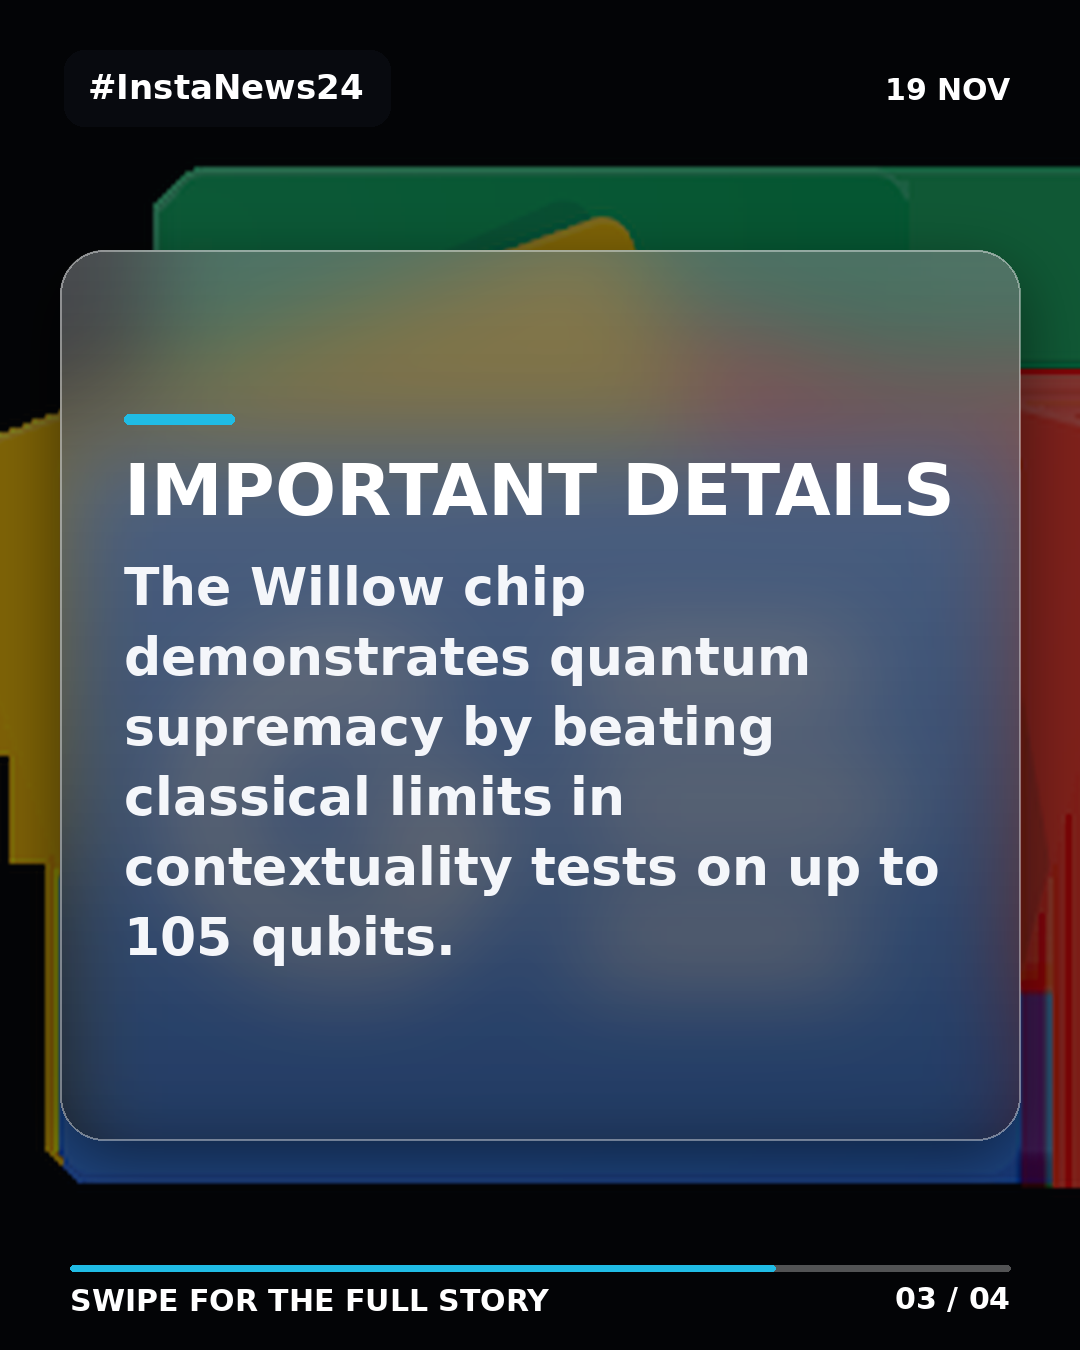 #InstaNews24
19 NOV
IMPORTANT DETAILS
The Willow chip
demonstrates quantum
supremacy by beating
classical limits in
contextuality tests on up to
105 qubits.
SWIPE FOR THE FULL STORY
03 / 04